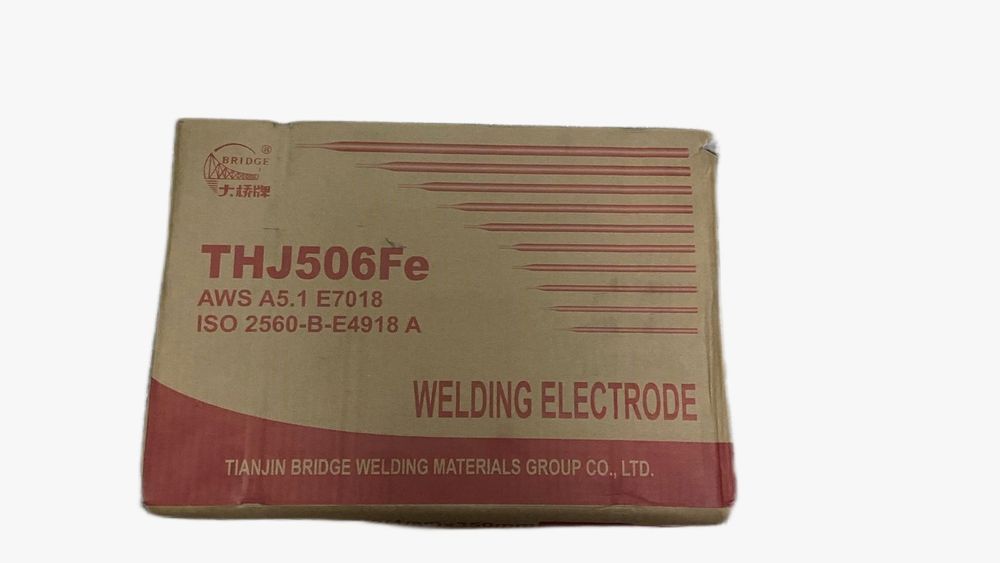 BRIDGE
®
大桥牌
THJ506Fe
AWS A5.1 E7018
ISO 2560-B-E4918 A
WELDING ELECTRODE
TIANJIN BRIDGE WELDING MATERIALS GROUP CO., LTD.